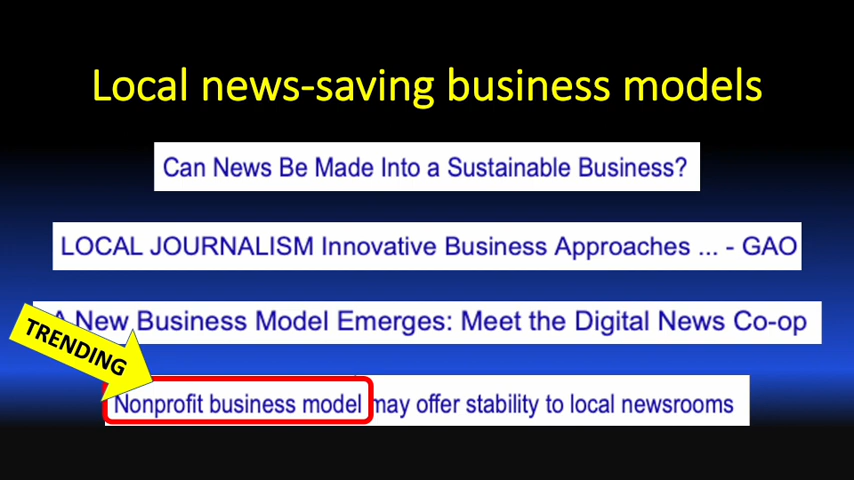 Local news-saving business models
Can News Be Made Into a Sustainable Business?
LOCAL JOURNALISM Innovative Business Approaches ... - GAO
A New Business Model Emerges: Meet the Digital News Co-op
TRENDING
Nonprofit business model may offer stability to local newsrooms